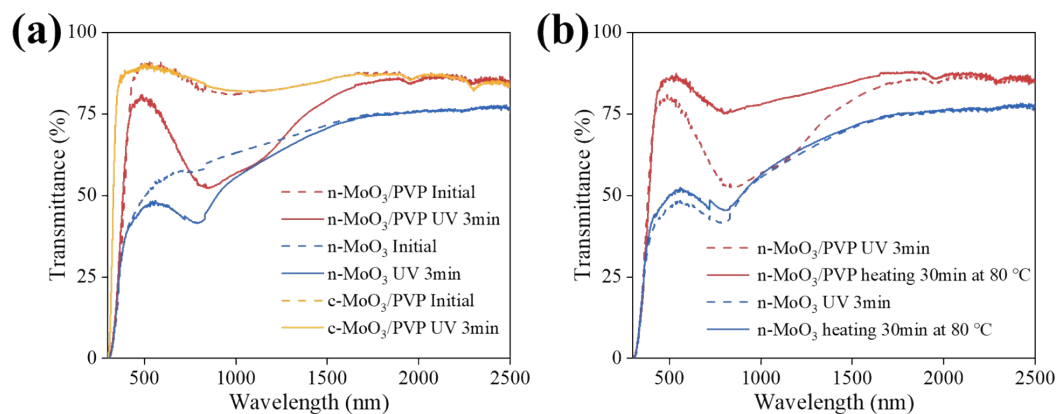 (a)
Transmittance (%)
100
75
50
25
0
n-MoO₃/PVP Initial
n-MoO₃/PVP UV 3min
n-MoO₃ Initial
n-MoO₃ UV 3min
c-MoO₃/PVP Initial
c-MoO₃/PVP UV 3min
500 1000 1500 2000 2500
Wavelength (nm)
(b)
Transmittance (%)
100
75
50
25
0
n-MoO₃/PVP UV 3min
n-MoO₃/PVP heating 30min at 80 °C
n-MoO₃ UV 3min
n-MoO₃ heating 30min at 80 °C
500 1000 1500 2000 2500
Wavelength (nm)